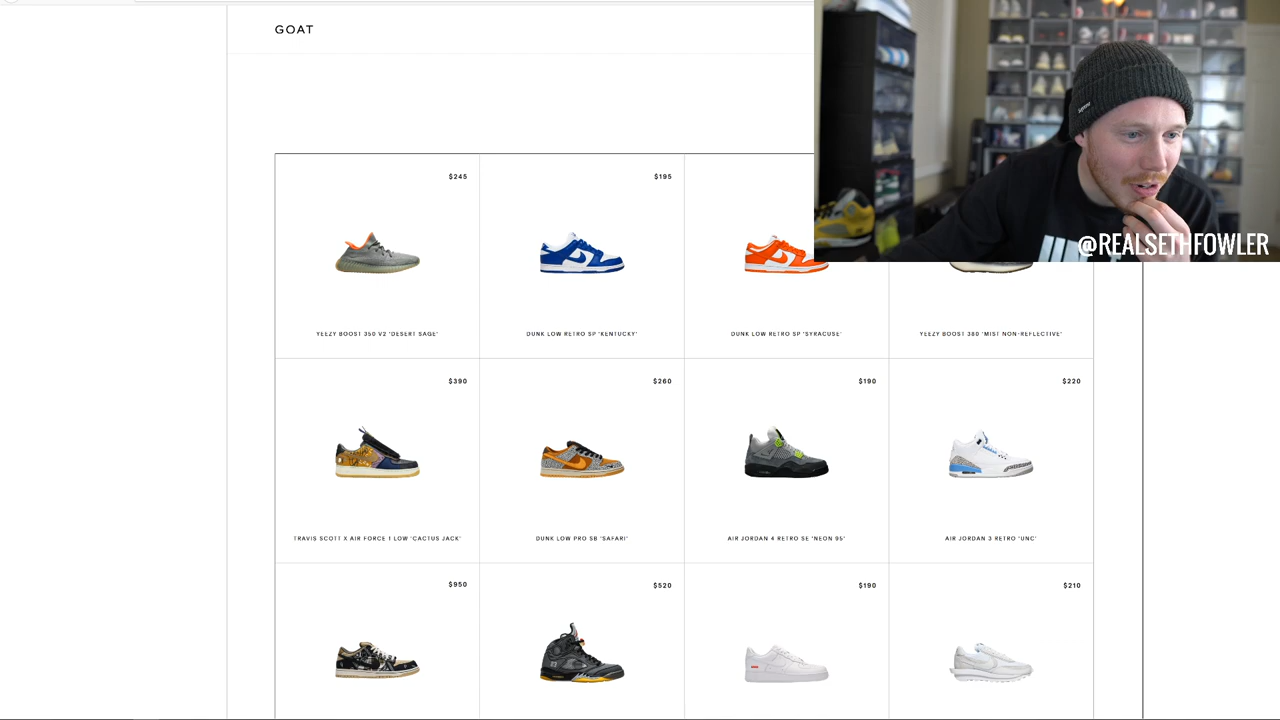 GOAT
@REALSETHFOWLER
$245
$195
YEEZY BOOST 350 V2 'DESERT SAGE'
DUNK LOW RETRO SP 'KENTUCKY'
DUNK LOW RETRO SP 'SYRACUSE'
YEEZY BOOST 380 'MIST NON-REFLECTIVE'
$390
$260
$190
$220
TRAVIS SCOTT X AIR FORCE 1 LOW 'CACTUS JACK'
DUNK LOW PRO SB 'SAFARI'
AIR JORDAN 4 RETRO SE 'NEON 95'
AIR JORDAN 3 RETRO 'UNC'
$950
$520
$190
$210